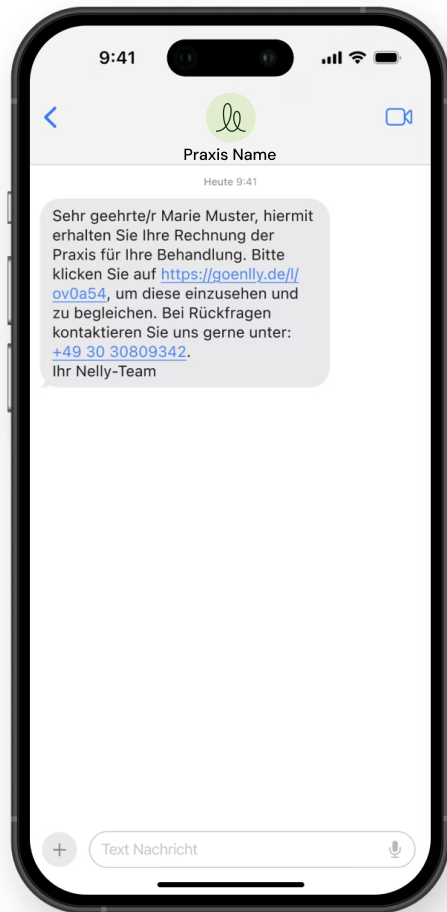 9:41
Praxis Name
Heute 9:41
Sehr geehrte/r Marie Muster, hiermit
erhalten Sie Ihre Rechnung der
Praxis für Ihre Behandlung. Bitte
klicken Sie auf https://goenlly.de/l/
ov0a54, um diese einzusehen und
zu begleichen. Bei Rückfragen
kontaktieren Sie uns gerne unter:
+49 30 30809342.
Ihr Nelly-Team
Text Nachricht